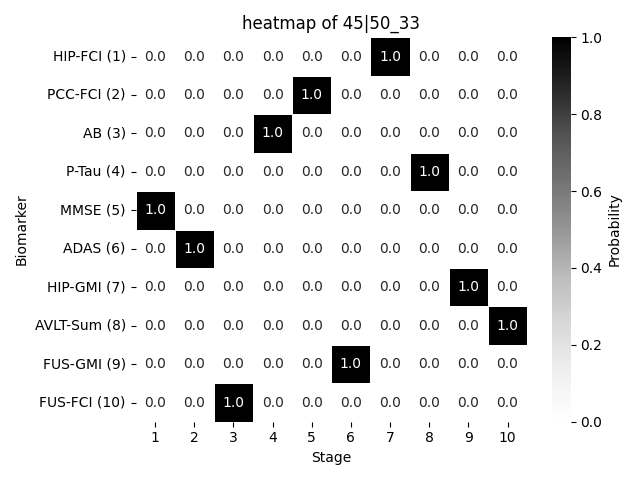 heatmap of 45|50_33
HIP-FCI (1) 0.0 0.0 0.0 0.0 0.0 0.0 1.0 0.0 0.0 0.0
PCC-FCI (2) 0.0 0.0 0.0 0.0 1.0 0.0 0.0 0.0 0.0 0.0
AB (3) 0.0 0.0 0.0 1.0 0.0 0.0 0.0 0.0 0.0 0.0
P-Tau (4) 0.0 0.0 0.0 0.0 0.0 0.0 0.0 1.0 0.0 0.0
MMSE (5) 1.0 0.0 0.0 0.0 0.0 0.0 0.0 0.0 0.0 0.0
ADAS (6) 0.0 1.0 0.0 0.0 0.0 0.0 0.0 0.0 0.0 0.0
HIP-GMI (7) 0.0 0.0 0.0 0.0 0.0 0.0 0.0 0.0 1.0 0.0
AVLT-Sum (8) 0.0 0.0 0.0 0.0 0.0 0.0 0.0 0.0 0.0 1.0
FUS-GMI (9) 0.0 0.0 0.0 0.0 0.0 1.0 0.0 0.0 0.0 0.0
FUS-FCI (10) 0.0 0.0 1.0 0.0 0.0 0.0 0.0 0.0 0.0 0.0
1 2 3 4 5 6 7 8 9 10
Stage
Biomarker
1.0
0.8
0.6
0.4
0.2
0.0
Probability